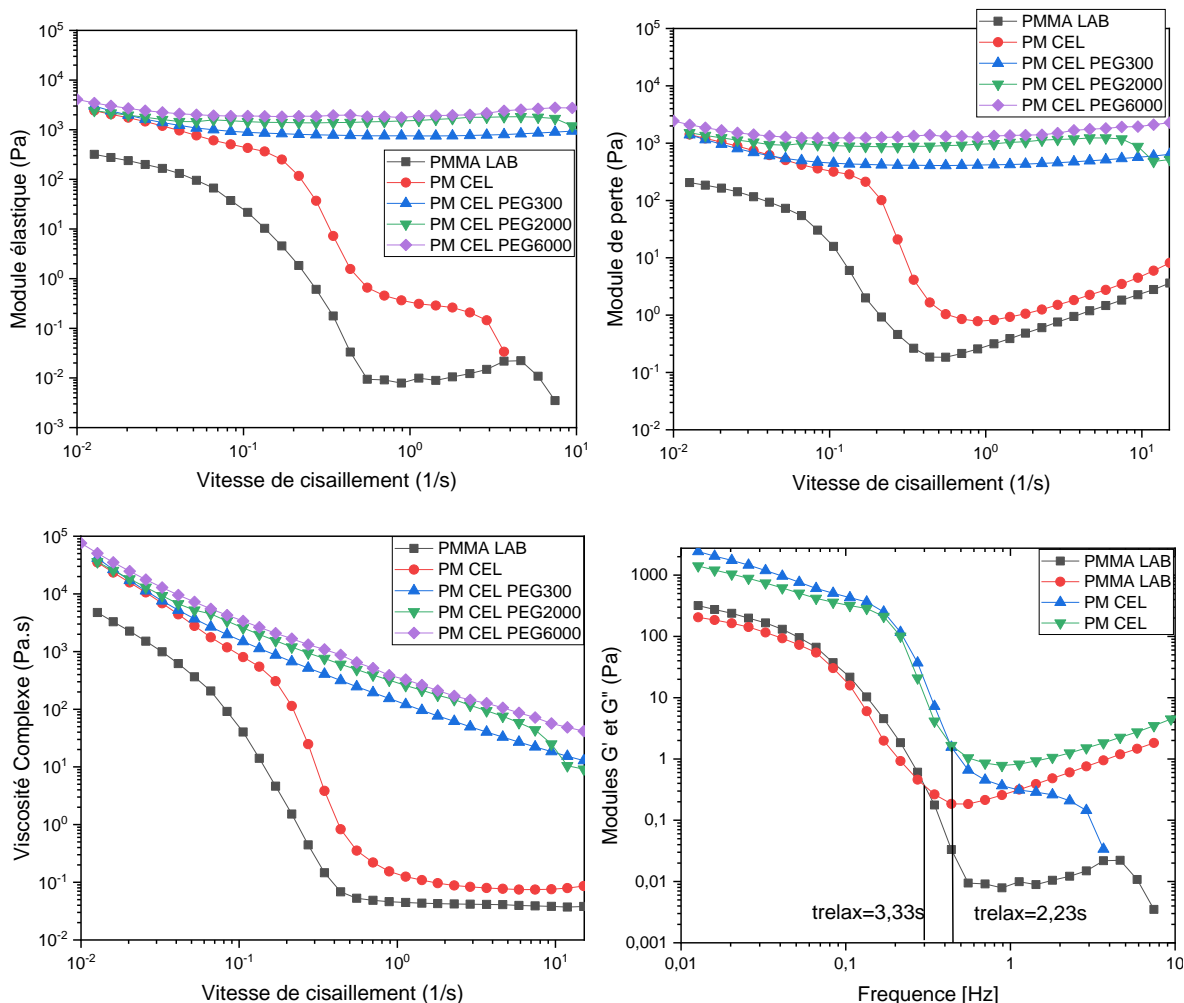 10^5
10^4
10^3
10^2
10^1
10^0
10^-1
10^-2
10^-3
10^-2
10^-1
10^0
10^1
Module élastique (Pa)
Vitesse de cisaillement (1/s)
PMMA LAB
PM CEL
PM CEL PEG300
PM CEL PEG2000
PM CEL PEG6000
10^5
10^4
10^3
10^2
10^1
10^0
10^-1
10^-2
10^-2
10^-1
10^0
10^1
Module de perte (Pa)
Vitesse de cisaillement (1/s)
PMMA LAB
PM CEL
PM CEL PEG300
PM CEL PEG2000
PM CEL PEG6000
10^5
10^4
10^3
10^2
10^1
10^0
10^-1
10^-2
10^-2
10^-1
10^0
10^1
Viscosité Complexe (Pa.s)
Vitesse de cisaillement (1/s)
PMMA LAB
PM CEL
PM CEL PEG300
PM CEL PEG2000
PM CEL PEG6000
1000
100
10
1
0,1
0,01
0,001
0,01
0,1
1
10
Modules G' et G" (Pa)
Frequence [Hz]
PMMA LAB
PMMA LAB
PM CEL
PM CEL
trelax=3,33s
trelax=2,23s